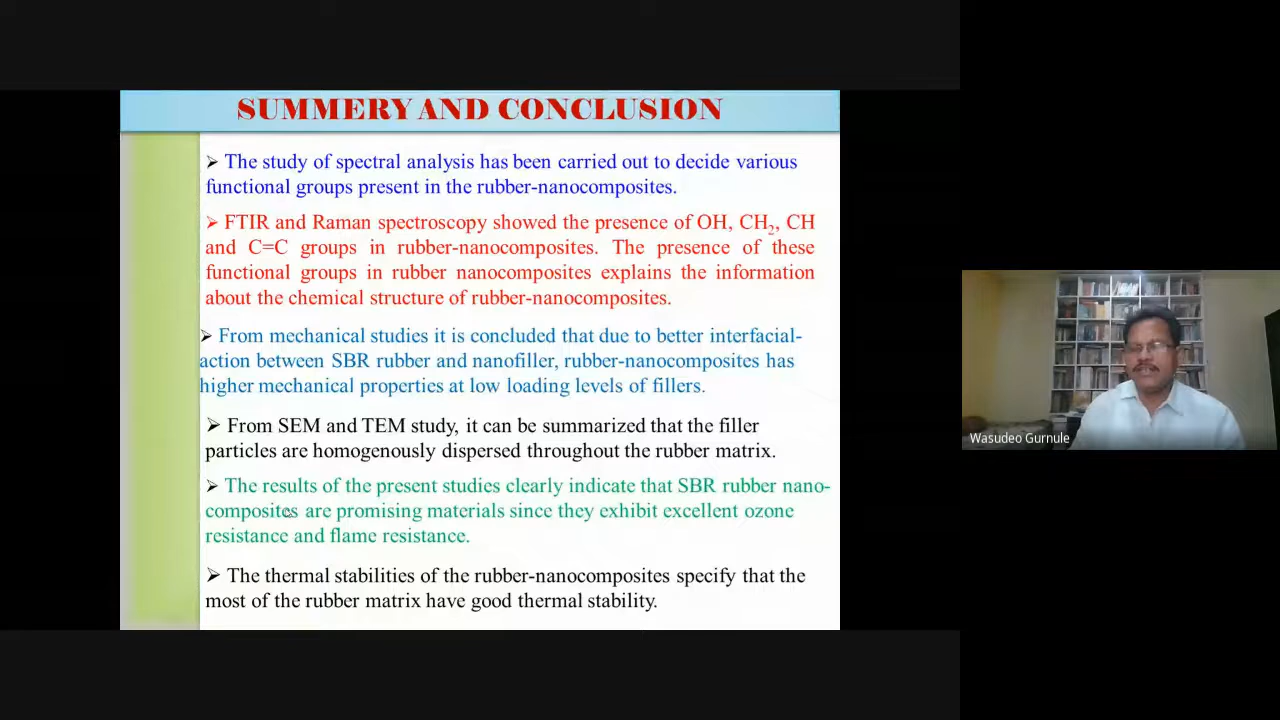 SUMMERY AND CONCLUSION
➢ The study of spectral analysis has been carried out to decide various
functional groups present in the rubber-nanocomposites.
➢ FTIR and Raman spectroscopy showed the presence of OH, CH₂, CH
and C=C groups in rubber-nanocomposites. The presence of these
functional groups in rubber nanocomposites explains the information
about the chemical structure of rubber-nanocomposites.
➢ From mechanical studies it is concluded that due to better interfacial-
action between SBR rubber and nanofiller, rubber-nanocomposites has
higher mechanical properties at low loading levels of fillers.
➢ From SEM and TEM study, it can be summarized that the filler
particles are homogenously dispersed throughout the rubber matrix.
➢ The results of the present studies clearly indicate that SBR rubber nano-
composites are promising materials since they exhibit excellent ozone
resistance and flame resistance.
➢ The thermal stabilities of the rubber-nanocomposites specify that the
most of the rubber matrix have good thermal stability.
Wasudeo Gurnule